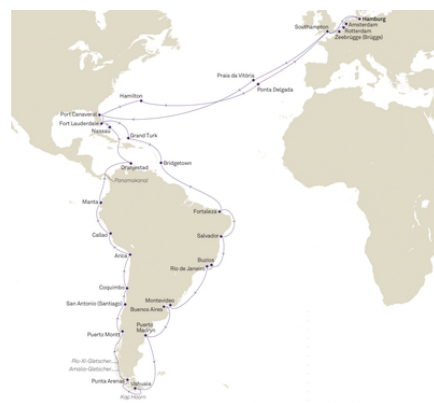 Hamburg
Amsterdam
Southampton
Rotterdam
Zeebrügge (Brügge)
Praia da Vitória
Ponta Delgada
Hamilton
Port Canaveral
Fort Lauderdale
Nassau
Grand Turk
Oranjestad
Bridgetown
Panamakanal
Manta
Fortaleza
Callao
Salvador
Arica
Buzios
Rio de Janeiro
Coquimbo
San Antonio (Santiago)
Montevideo
Buenos Aires
Puerto Montt
Puerto
Madryn
Pio-XI-Gletscher
Amalia-Gletscher
Punta Arenas
Ushuaia
Kap Hoorn